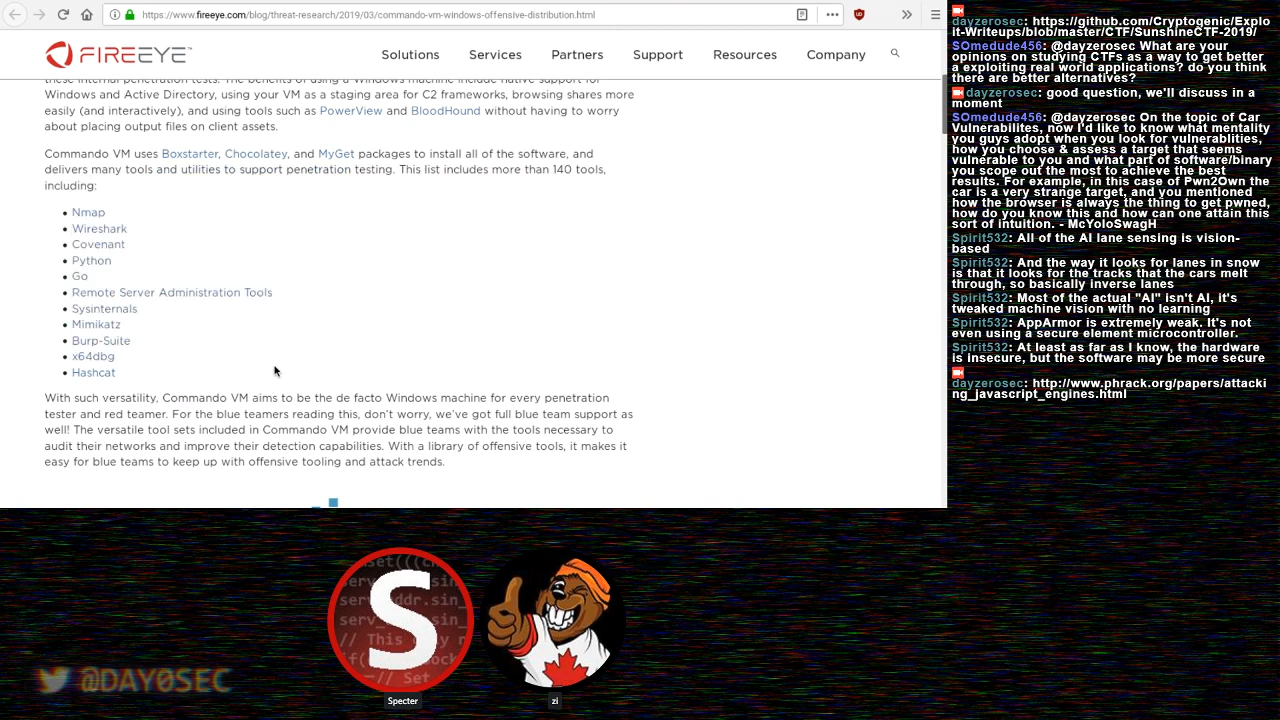 https://www.fireeye.com/blog/threat-research/2019/03/commando-vm-windows-offensive-distribution.html
FIREEYE™
Solutions
Services
Partners
Support
Resources
Company
these internal penetration tests. The benefits of using a Windows machine include native support for
Windows and Active Directory, using your VM as a staging area for C2 frameworks, browsing shares more
easily (and interactively), and using tools such as PowerView and BloodHound without having to worry
about placing output files on client assets.
Commando VM uses Boxstarter, Chocolatey, and MyGet packages to install all of the software, and
delivers many tools and utilities to support penetration testing. This list includes more than 140 tools,
including:
• Nmap
• Wireshark
• Covenant
• Python
• Go
• Remote Server Administration Tools
• Sysinternals
• Mimikatz
• Burp-Suite
• x64dbg
• Hashcat
With such versatility, Commando VM aims to be the de facto Windows machine for every penetration
tester and red teamer. For the blue teamers reading this, don't worry, we've got full blue team support as
well! The versatile tool sets included in Commando VM provide blue teams with the tools necessary to
audit their networks and improve their detection capabilities. With a library of offensive tools, it makes it
easy for blue teams to keep up with offensive tooling and attack trends.
dayzerosec: https://github.com/Cryptogenic/Explo
it-Writeups/blob/master/CTF/SunshineCTF-2019/
SOmedude456: @dayzerosec What are your
opinions on studying CTFs as a way to get better
a exploiting real world applications? do you think
there are better alternatives?
dayzerosec: good question, we'll discuss in a
moment
SOmedude456: @dayzerosec On the topic of Car
Vulnerabilites, now I'd like to know what mentality
you guys adopt when you look for vulnerablities,
how you choose & assess a target that seems
vulnerable to you and what part of software/binary
you scope out the most to achieve the best
results. For example, in this case of Pwn2Own the
car is a very strange target, and you mentioned
how the browser is always the thing to get pwned,
how do you know this and how can one attain this
sort of intuition. - McYoloSwagH
Spirit532: All of the AI lane sensing is vision-
based
Spirit532: And the way it looks for lanes in snow
is that it looks for the tracks that the cars melt
through, so basically inverse lanes
Spirit532: Most of the actual "AI" isn't AI, it's
tweaked machine vision with no learning
Spirit532: AppArmor is extremely weak. It's not
even using a secure element microcontroller.
Spirit532: At least as far as I know, the hardware
is insecure, but the software may be more secure
dayzerosec: http://www.phrack.org/papers/attacki
ng_javascript_engines.html
S
Specter
zi
@DAY0SEC